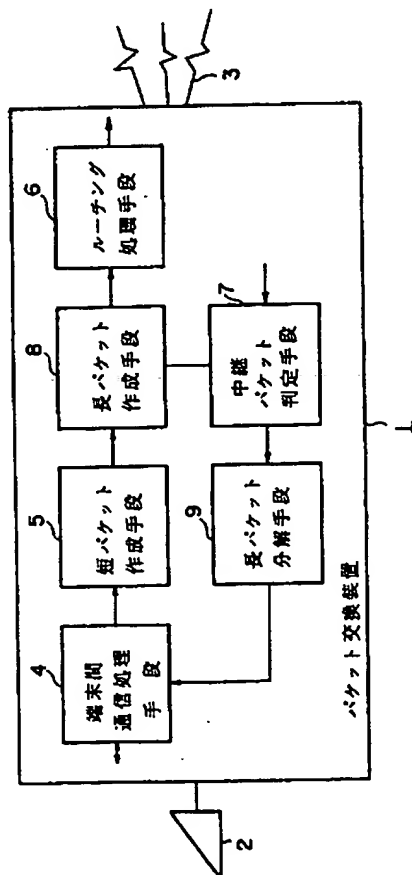 4
端末間
通信処理
手段
5
短パケット
作成手段
8
長パケット
作成手段
6
ルーチング
処理手段
7
中継
パケット
判定手段
9
長パケット
分解手段
パケット交換装置
1
2
3